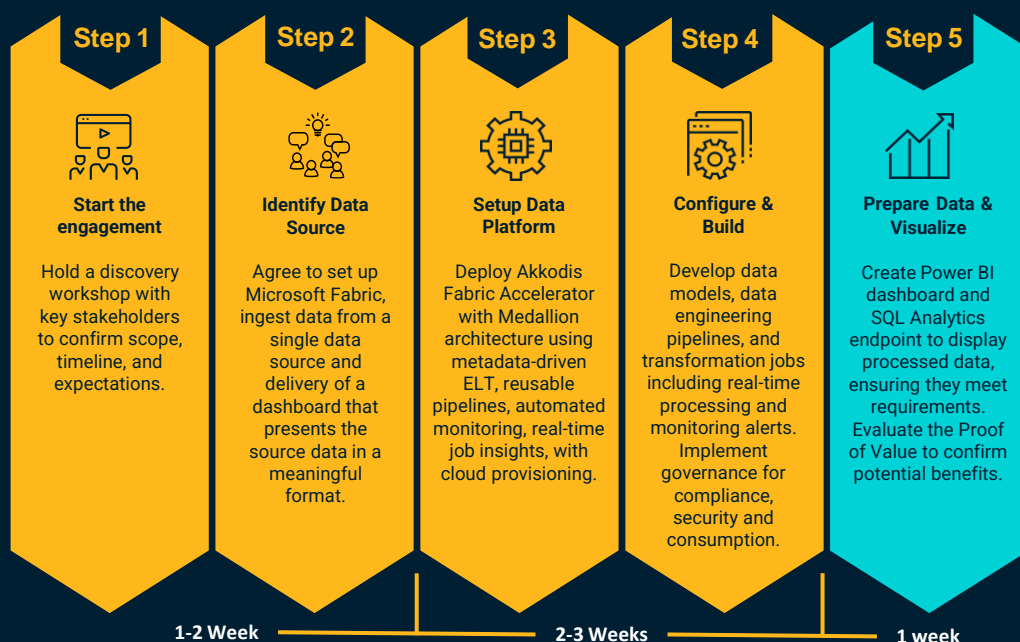 Step 1
Start the
engagement
Hold a discovery
workshop with
key stakeholders
to confirm scope,
timeline, and
expectations.
Step 2
Identify Data
Source
Agree to set up
Microsoft Fabric,
ingest data from a
single data
source and
delivery of a
dashboard that
presents the
source data in a
meaningful
format.
Step 3
Setup Data
Platform
Deploy Akkodis
Fabric Accelerator
with Medallion
architecture using
metadata-driven
ELT, reusable
pipelines, automated
monitoring, real-time
job insights, with
cloud provisioning.
Step 4
Configure &
Build
Develop data
models, data
engineering
pipelines, and
transformation jobs
including real-time
processing and
monitoring alerts.
Implement
governance for
compliance,
security and
consumption.
Step 5
Prepare Data &
Visualize
Create Power BI
dashboard and
SQL Analytics
endpoint to display
processed data,
ensuring they meet
requirements.
Evaluate the Proof
of Value to confirm
potential benefits.
1-2 Week
2-3 Weeks
1 week